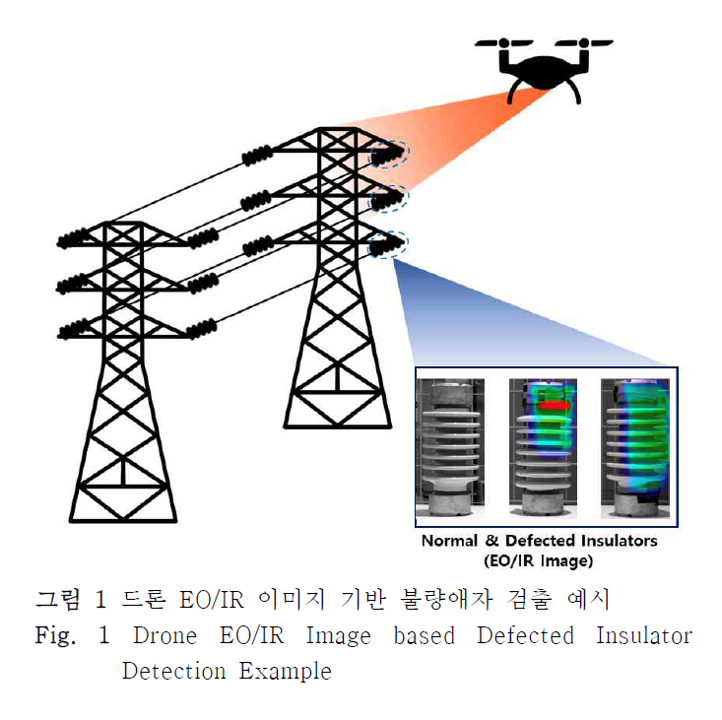 Normal & Defected Insulators
(EO/IR Image)
그림 1 드론 EO/IR 이미지 기반 불량애자 검출 예시
Fig. 1 Drone EO/IR Image based Defected Insulator
Detection Example